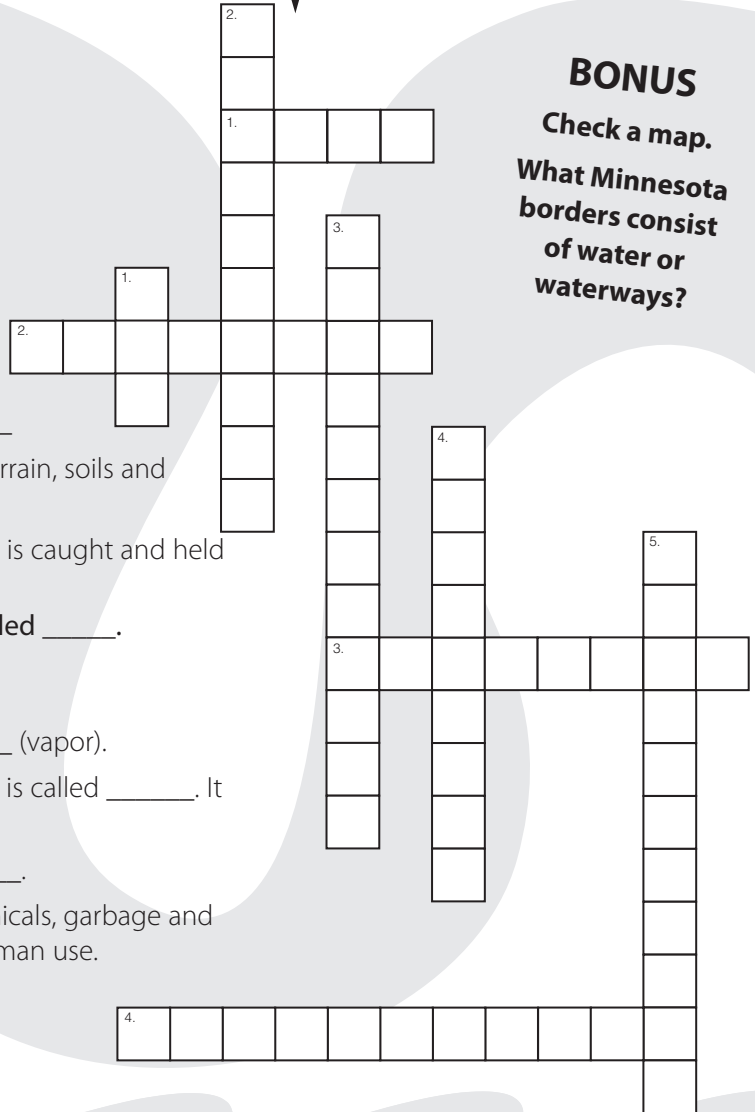 2.
BONUS
Check a map.
What Minnesota
borders consist
of water or
waterways?
1.
3.
1.
2.
rrain, soils and
4.
is caught and held
5.
led _____.
3.
_ (vapor).
is called ______. It
_.
icals, garbage and
man use.
4.